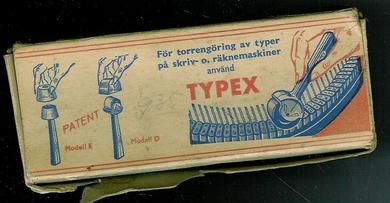 För torrengöring av typer
på skriv- o. räknemaskiner
använd
TYPEX
PATENT
Modell E
Modell D